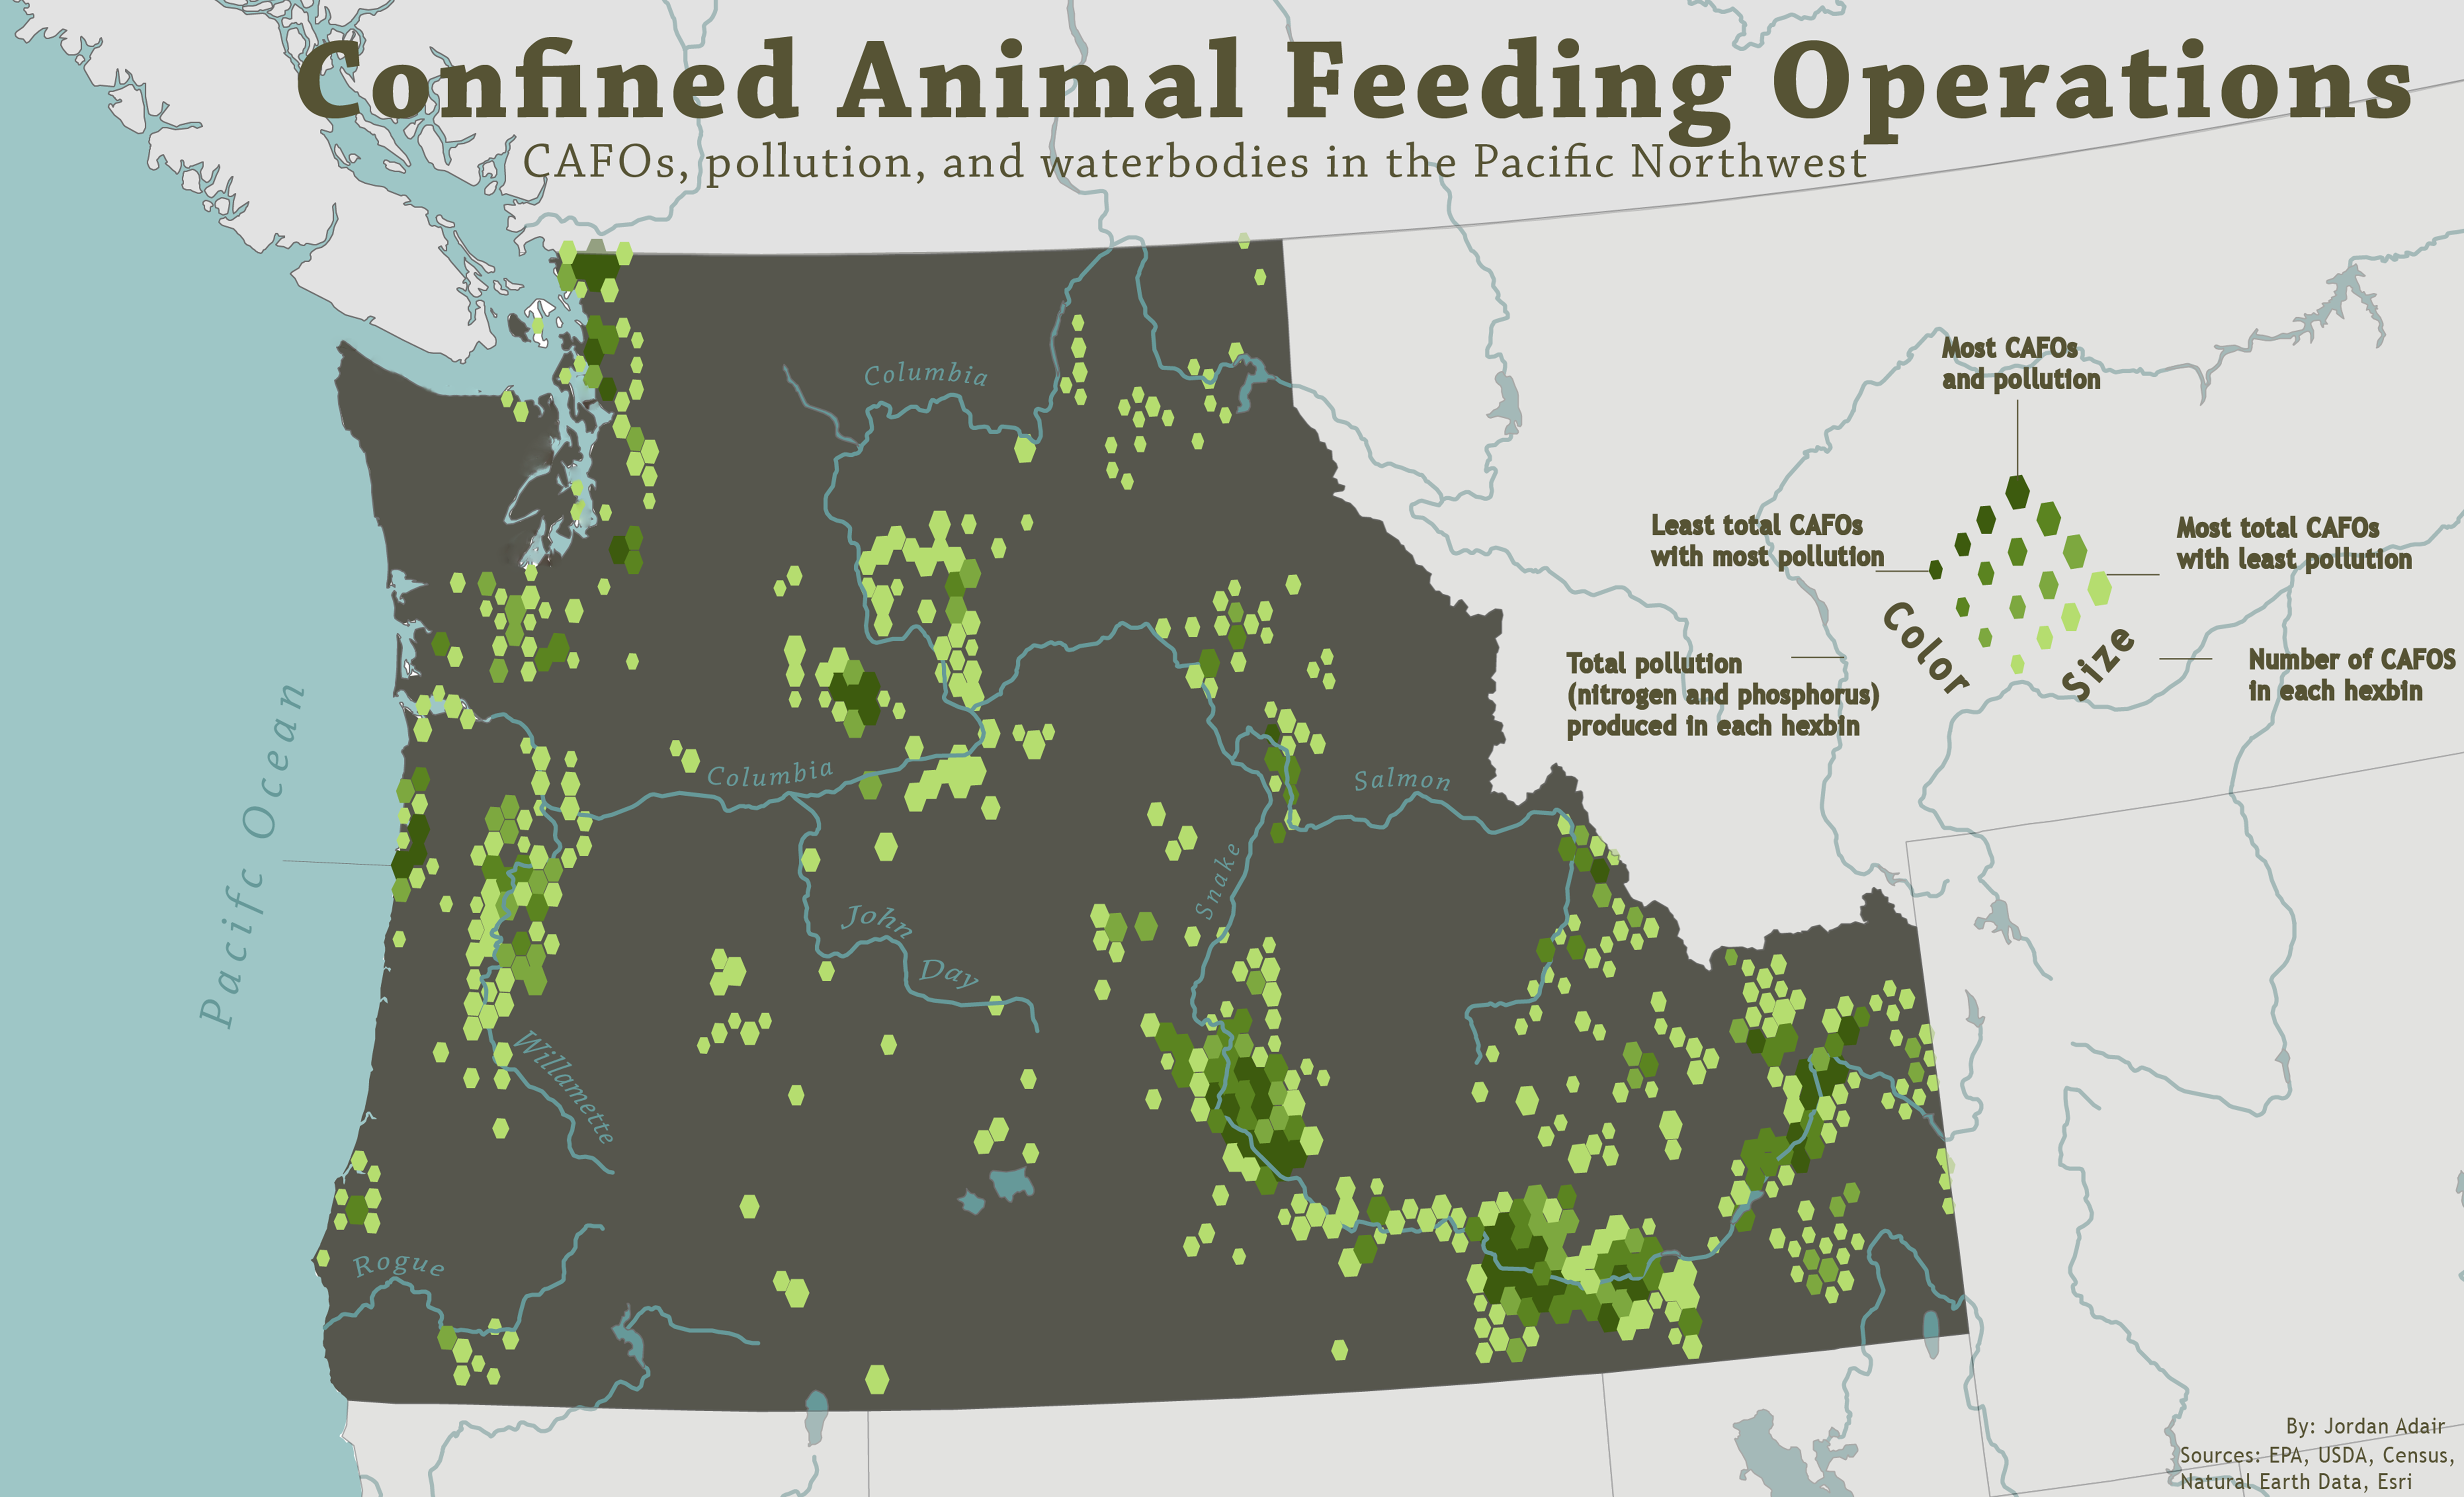 Confined Animal Feeding Operations
CAFOs, pollution, and waterbodies in the Pacific Northwest
Most CAFOs
and pollution
Least total CAFOs
with most pollution
Most total CAFOs
with least pollution
Color
Size
Total pollution
(nitrogen and phosphorus)
produced in each hexbin
Number of CAFOS
in each hexbin
Columbia
Columbia
Salmon
Snake
John
Day
Willamette
Rogue
Pacifc Ocean
By: Jordan Adair
Sources: EPA, USDA, Census,
Natural Earth Data, Esri